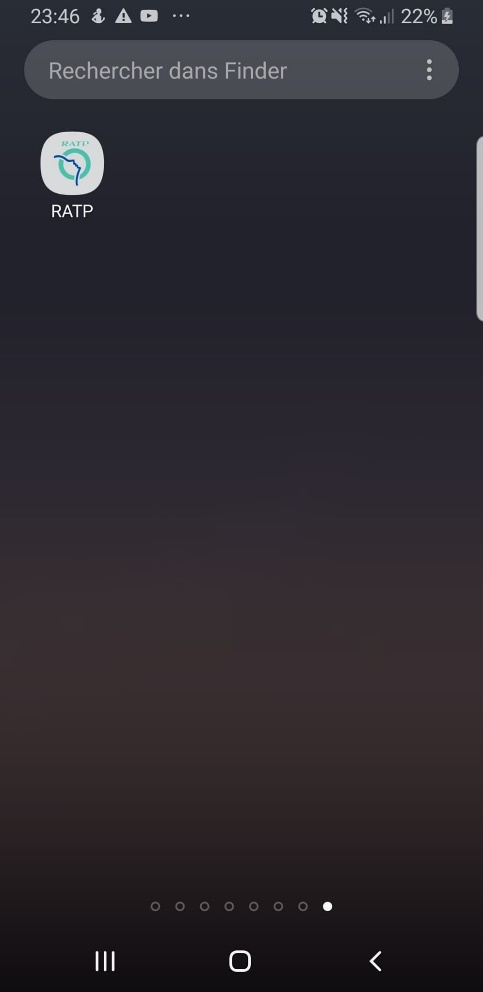 23:46
22%
Rechercher dans Finder
RATP
RATP